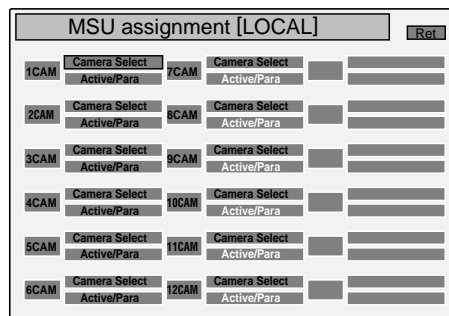 MSU assignment [LOCAL]
Ret
1CAM Camera Select 7CAM Camera Select
Active/Para Active/Para
2CAM Camera Select 8CAM Camera Select
Active/Para Active/Para
3CAM Camera Select 9CAM Camera Select
Active/Para Active/Para
4CAM Camera Select 10CAM Camera Select
Active/Para Active/Para
5CAM Camera Select 11CAM Camera Select
Active/Para Active/Para
6CAM Camera Select 12CAM Camera Select
Active/Para Active/Para